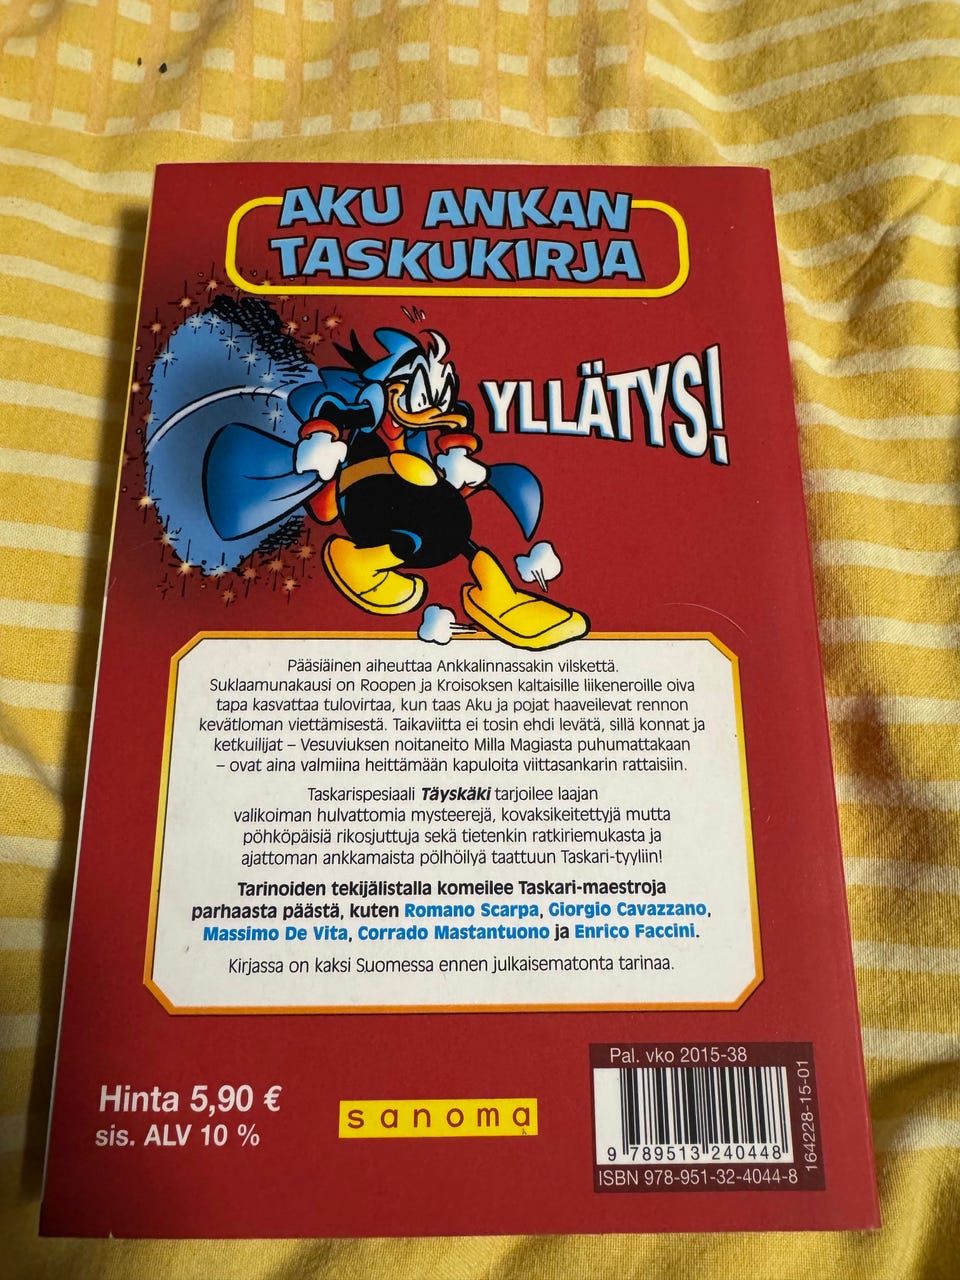 AKU ANKAN
TASKUKIRJA
YLLÄTYS!
Pääsiäinen aiheuttaa Ankkalinnassakin vilskettä.
Suklaamunakausi on Roopen ja Kroisoksen kaltaisille liikeneroille oiva
tapa kasvattaa tulovirtaa, kun taas Aku ja pojat haaveilevat rennon
kevätloman viettämisestä. Taikaviitta ei tosin ehdi levätä, sillä konnat ja
ketkuilijat – Vesuviuksen noitaneito Milla Magiasta puhumattakaan
– ovat aina valmiina heittämään kapuloita viittasankarin rattaisiin.
Taskarispesiaali Täyskäki tarjoilee laajan
valikoiman hulvattomia mysteerejä, kovaksikeitettyjä mutta
pöhköpäisiä rikosjuttuja sekä tietenkin ratkiriemukasta ja
ajattoman ankkamaista pölhöilyä taattuun Taskari-tyyliin!
Tarinoiden tekijälistalla komeilee Taskari-maestroja
parhaasta päästä, kuten Romano Scarpa, Giorgio Cavazzano,
Massimo De Vita, Corrado Mastantuono ja Enrico Faccini.
Kirjassa on kaksi Suomessa ennen julkaisematonta tarinaa.
Hinta 5,90 €
sis. ALV 10 %
sanoma
Pal. vko 2015-38
9 789513 240448
ISBN 978-951-32-4044-8
164228-15-01